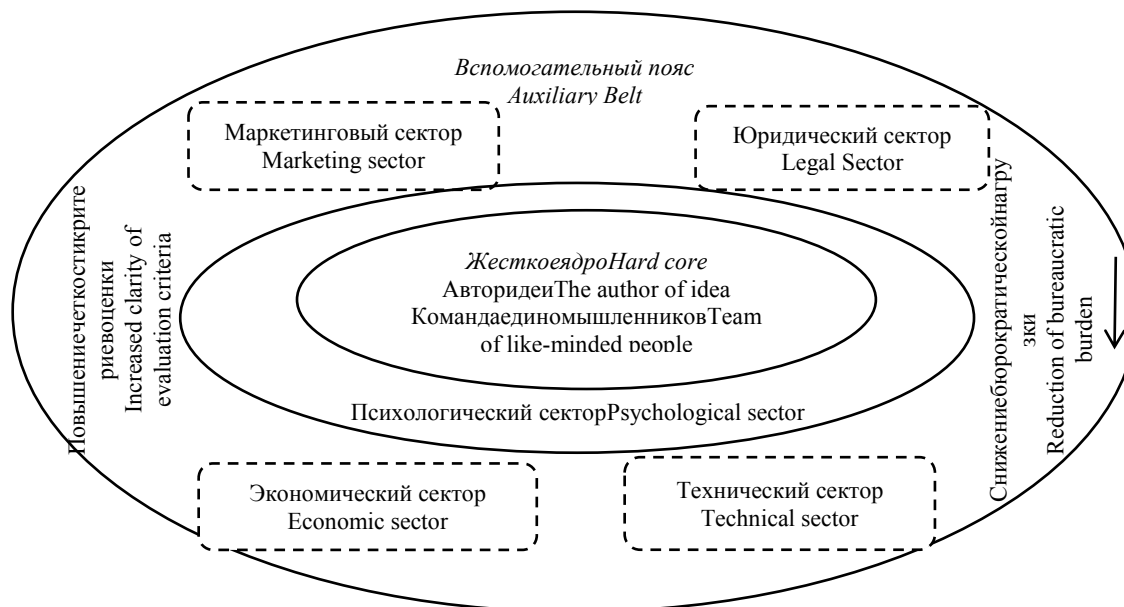 Вспомогательный пояс
Auxiliary Belt
Маркетинговый сектор
Marketing sector
Юридический сектор
Legal Sector
Повышениечеткостикрите
риевоценки
Increased clarity of
evaluation criteria
ЖесткоеядроHard core
АвторидеиThe author of idea
КомандаединомышленниковTeam
of like-minded people
Снижениебюрократическойнагру
зки
Reduction of bureaucratic
burden
Психологический секторPsychological sector
Экономический сектор
Economic sector
Технический сектор
Technical sector